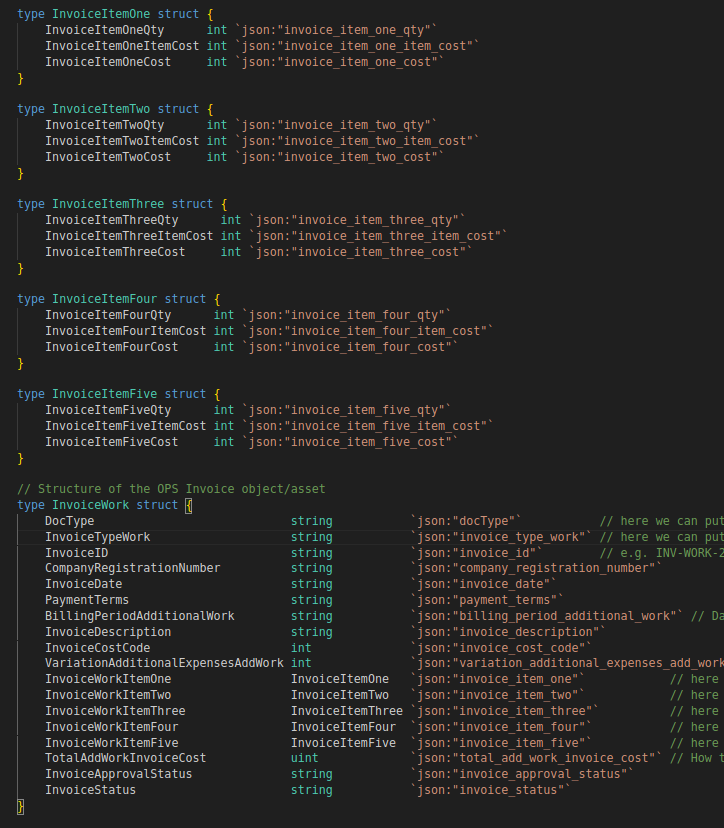 type InvoiceItemOne struct {
    InvoiceItemOneQty      int `json:"invoice_item_one_qty"`
    InvoiceItemOneItemCost int `json:"invoice_item_one_item_cost"`
    InvoiceItemOneCost     int `json:"invoice_item_one_cost"`
}
type InvoiceItemTwo struct {
    InvoiceItemTwoQty      int `json:"invoice_item_two_qty"`
    InvoiceItemTwoItemCost int `json:"invoice_item_two_item_cost"`
    InvoiceItemTwoCost     int `json:"invoice_item_two_cost"`
}
type InvoiceItemThree struct {
    InvoiceItemThreeQty      int `json:"invoice_item_three_qty"`
    InvoiceItemThreeItemCost int `json:"invoice_item_three_item_cost"`
    InvoiceItemThreeCost     int `json:"invoice_item_three_cost"`
}
type InvoiceItemFour struct {
    InvoiceItemFourQty      int `json:"invoice_item_four_qty"`
    InvoiceItemFourItemCost int `json:"invoice_item_four_item_cost"`
    InvoiceItemFourCost     int `json:"invoice_item_four_cost"`
}
type InvoiceItemFive struct {
    InvoiceItemFiveQty      int `json:"invoice_item_five_qty"`
    InvoiceItemFiveItemCost int `json:"invoice_item_five_item_cost"`
    InvoiceItemFiveCost     int `json:"invoice_item_five_cost"`
}
// Structure of the OPS Invoice object/asset
type InvoiceWork struct {
    DocType                            string           `json:"docType"`           // here we can put
    InvoiceTypeWork                    string           `json:"invoice_type_work"` // here we can put
    InvoiceID                          string           `json:"invoice_id"`        // e.g. INV-WORK-2
    CompanyRegistrationNumber          string           `json:"company_registration_number"`
    InvoiceDate                        string           `json:"invoice_date"`
    PaymentTerms                       string           `json:"payment_terms"`
    BillingPeriodAdditionalWork        string           `json:"billing_period_additional_work"` // Da
    InvoiceDescription                 string           `json:"invoice_description"`
    InvoiceCostCode                    int              `json:"invoice_cost_code"`
    VariationAdditionalExpensesAddWork int              `json:"variation_additional_expenses_add_work
    InvoiceWorkItemOne                 InvoiceItemOne   `json:"invoice_item_one"`            // here
    InvoiceWorkItemTwo                 InvoiceItemTwo   `json:"invoice_item_two"`            // here
    InvoiceWorkItemThree               InvoiceItemThree `json:"invoice_item_three"`          // here
    InvoiceWorkItemFour                InvoiceItemFour  `json:"invoice_item_four"`           // here
    InvoiceWorkItemFive                InvoiceItemFive  `json:"invoice_item_five"`           // here
    TotalAddWorkInvoiceCost            uint             `json:"total_add_work_invoice_cost"` // How t
    InvoiceApprovalStatus              string           `json:"invoice_approval_status"`
    InvoiceStatus                      string           `json:"invoice_status"`
}